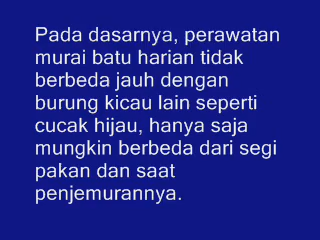 Pada dasarnya, perawatan
murai batu harian tidak
berbeda jauh dengan
burung kicau lain seperti
cucak hijau, hanya saja
mungkin berbeda dari segi
pakan dan saat
penjemurannya.